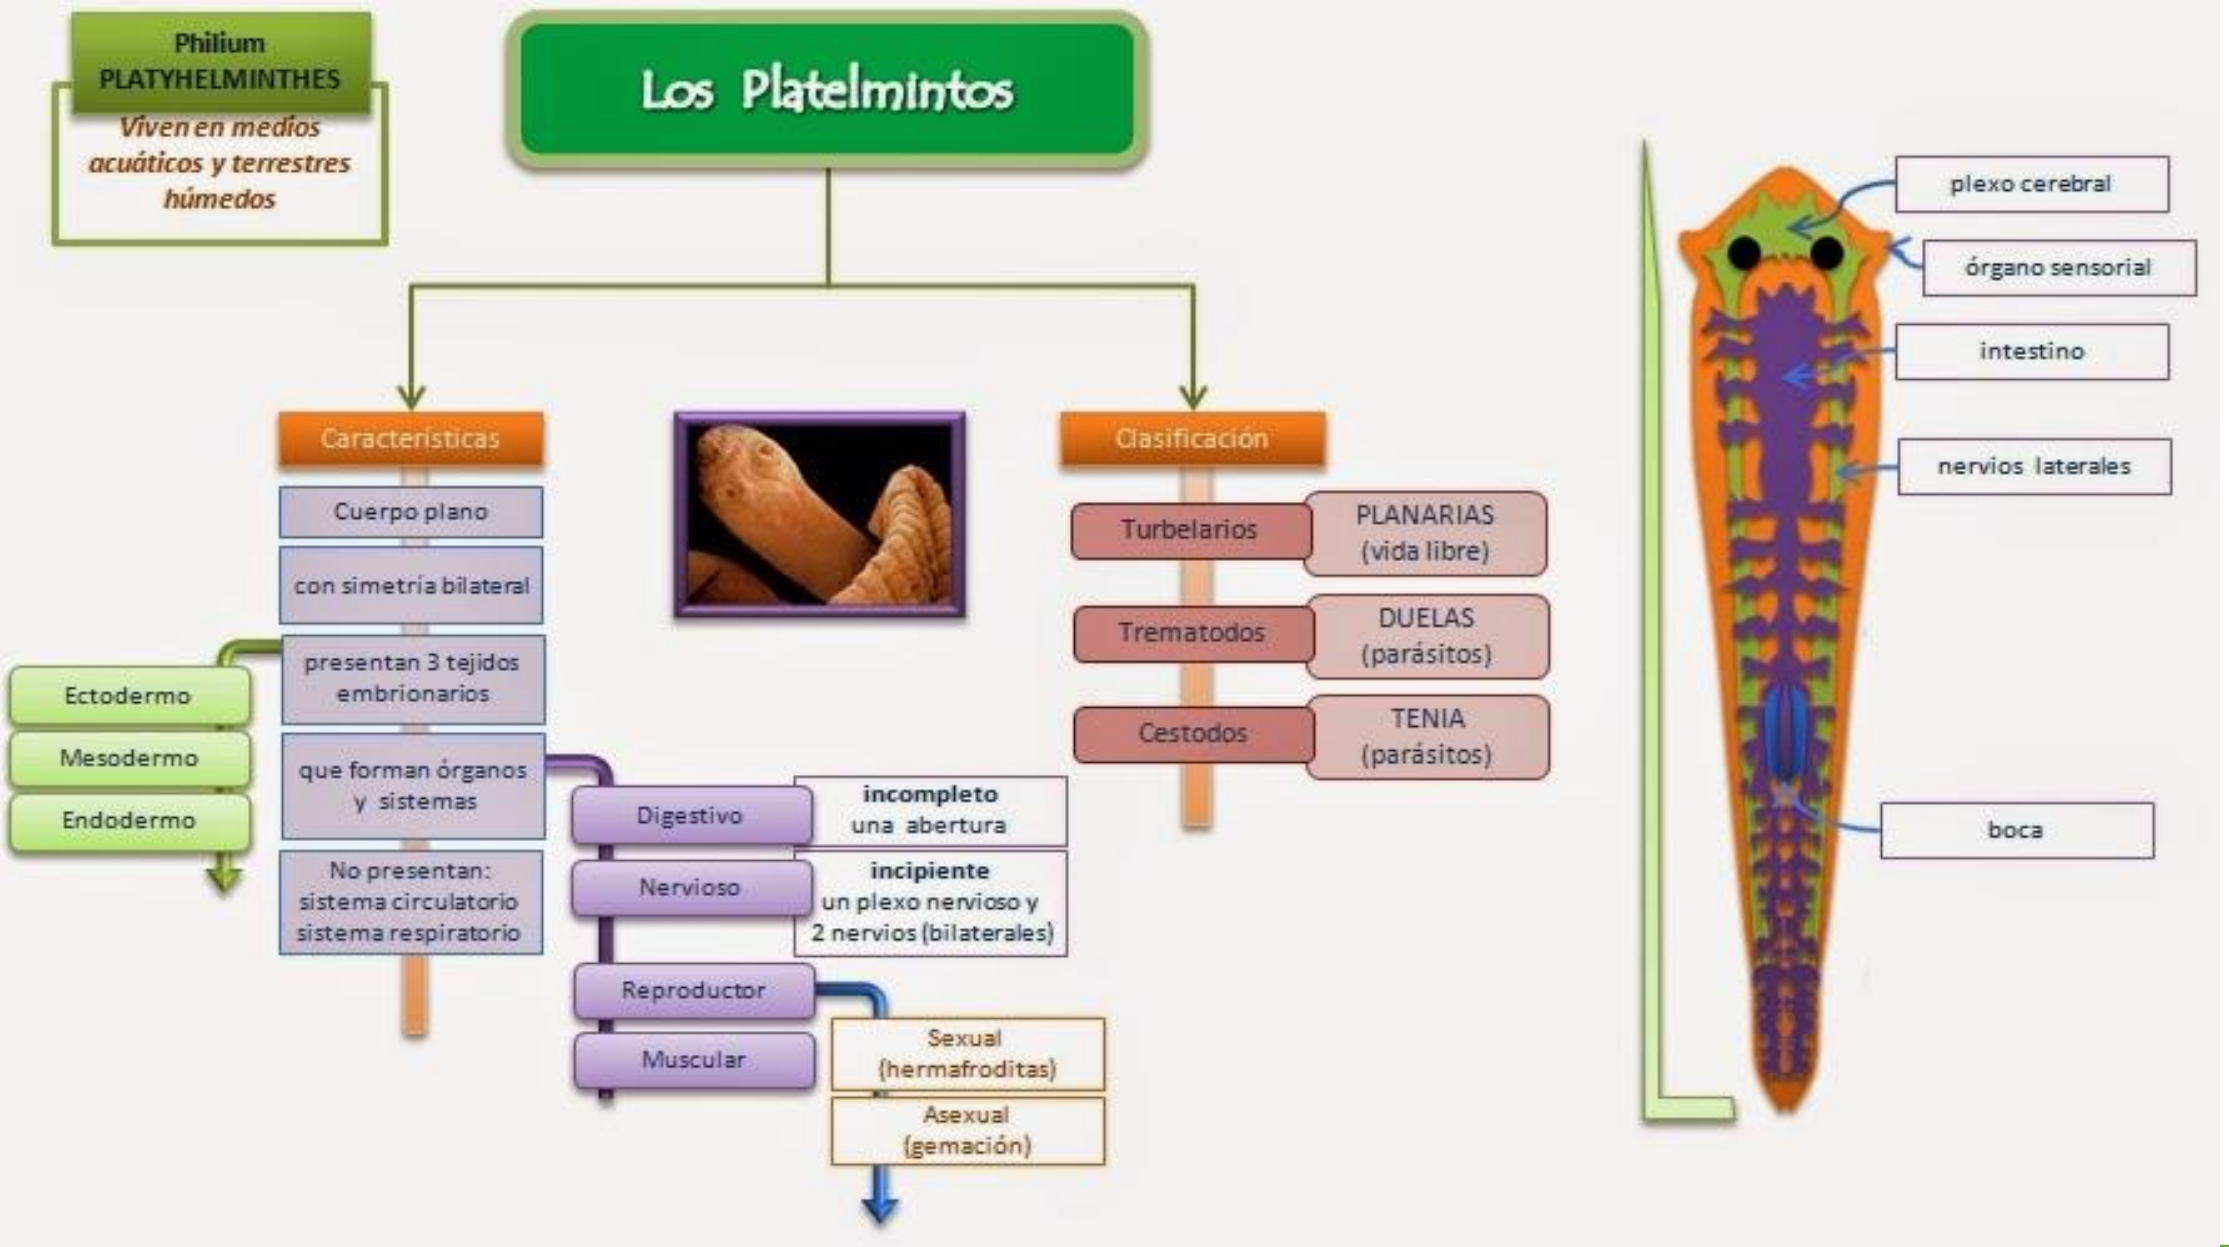 Philium
PLATYHELMINTHES
Viven en medios
acuáticos y terrestres
húmedos
Los Platelmintos
Características
Cuerpo plano
con simetría bilateral
presentan 3 tejidos
embrionarios
Ectodermo
Mesodermo
Endodermo
que forman órganos
y sistemas
No presentan:
sistema circulatorio
sistema respiratorio
Digestivo
incompleto
una abertura
Nervioso
incipiente
un plexo nervioso y
2 nervios (bilaterales)
Reproductor
Sexual
(hermafroditas)
Asexual
(gemación)
Muscular
Clasificación
Turbelarios
PLANARIAS
(vida libre)
Trematodos
DUELAS
(parásitos)
Cestodos
TENIA
(parásitos)
plexo cerebral
órgano sensorial
intestino
nervios laterales
boca